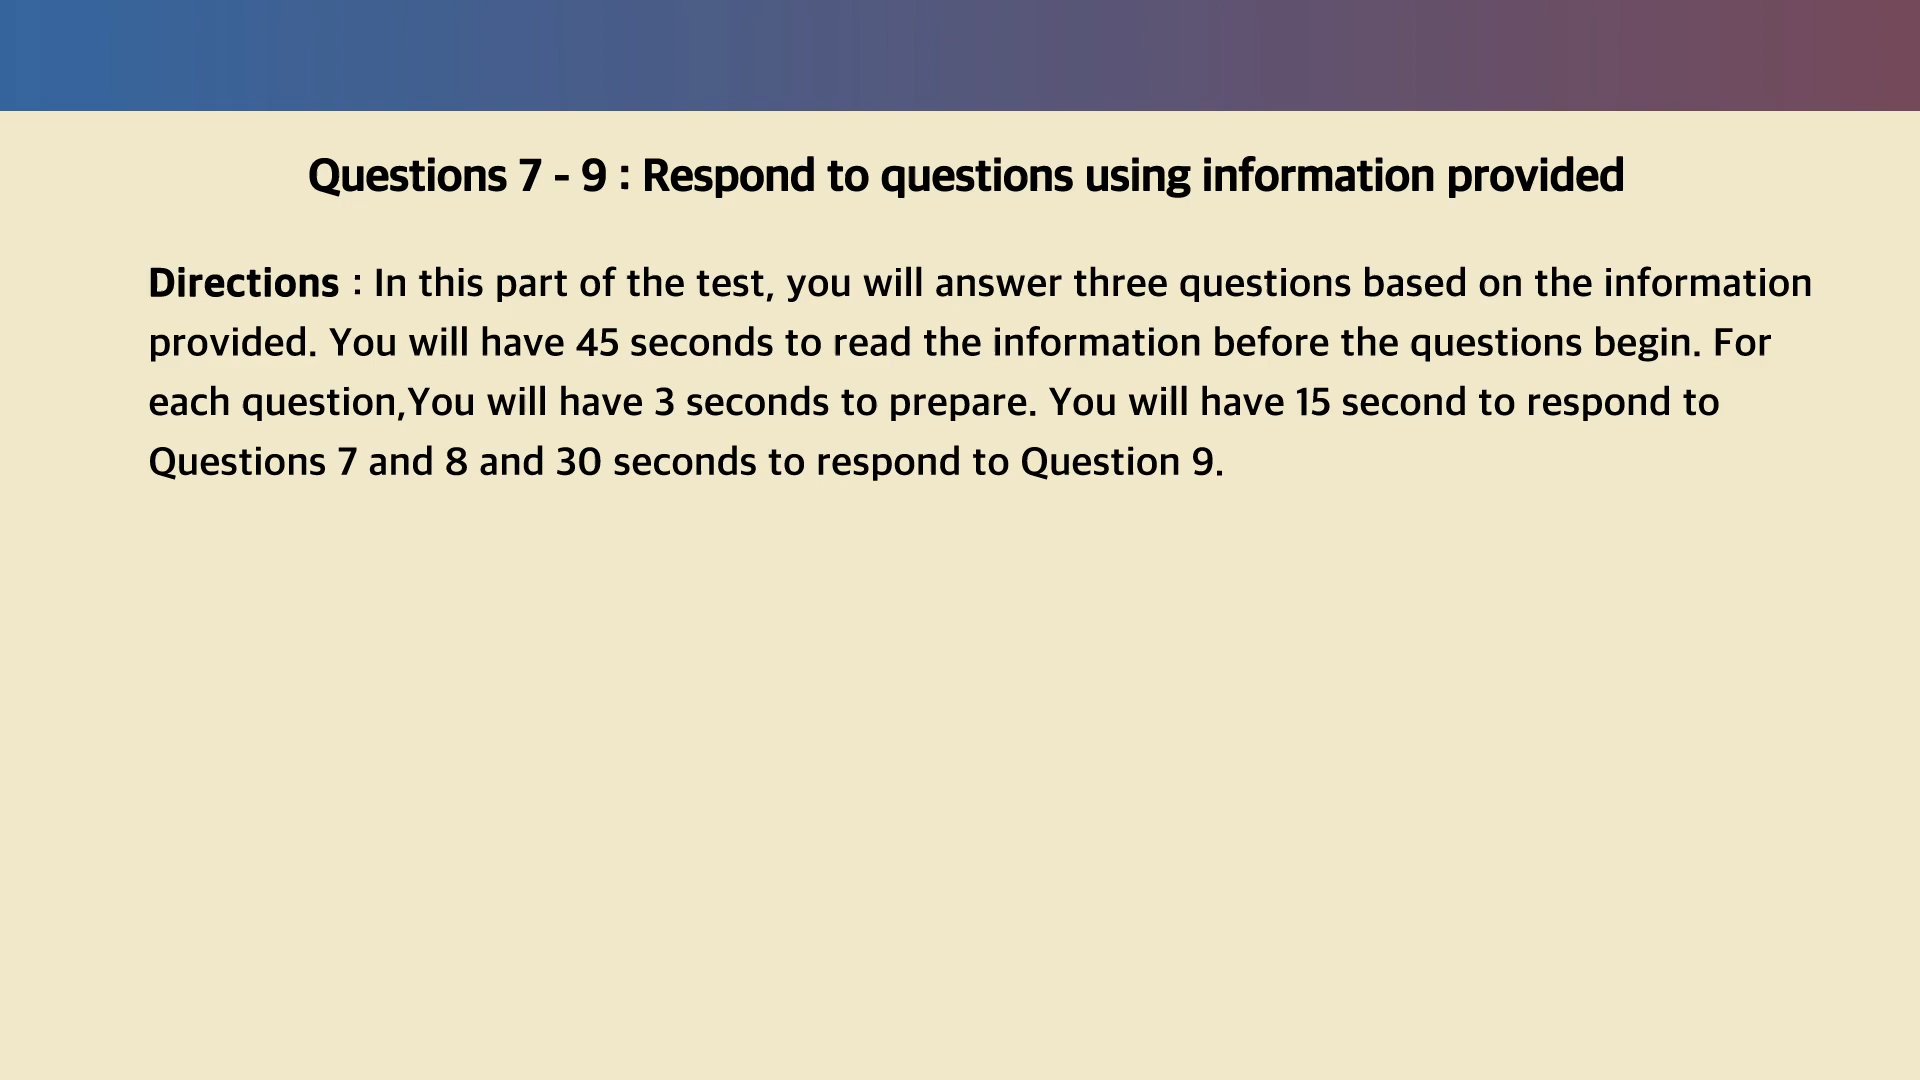 Questions 7 - 9 : Respond to questions using information provided
Directions : In this part of the test, you will answer three questions based on the information
provided. You will have 45 seconds to read the information before the questions begin. For
each question,You will have 3 seconds to prepare. You will have 15 second to respond to
Questions 7 and 8 and 30 seconds to respond to Question 9.